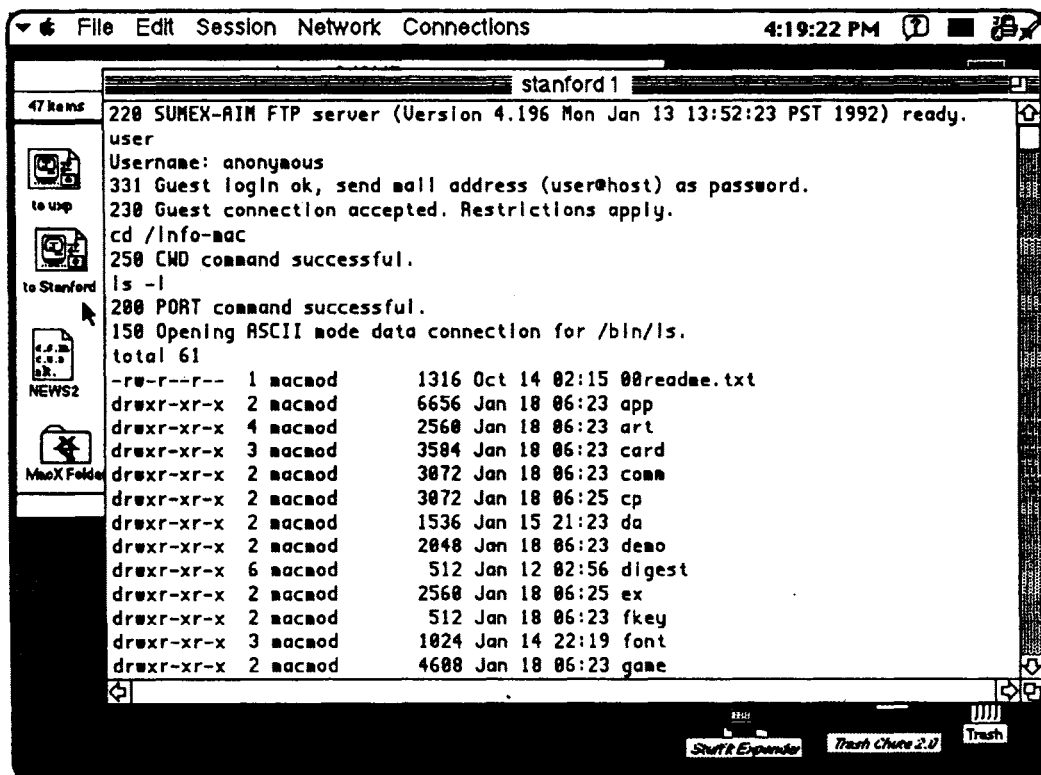 File Edit Session Network Connections 4:19:22 PM
stanford 1
47 items
220 SUMEX-AIM FTP server (Version 4.196 Mon Jan 13 13:52:23 PST 1992) ready.
user
Username: anonymous
331 Guest login ok, send mail address (user@host) as password.
230 Guest connection accepted. Restrictions apply.
cd /info-mac
250 CWD command successful.
ls -l
200 PORT command successful.
150 Opening ASCII mode data connection for /bin/ls.
total 61
-rw-r--r-- 1 macmod 1316 Oct 14 02:15 00readme.txt
drwxr-xr-x 2 macmod 6656 Jan 18 06:23 app
drwxr-xr-x 4 macmod 2560 Jan 18 06:23 art
drwxr-xr-x 3 macmod 3584 Jan 18 06:23 card
drwxr-xr-x 2 macmod 3072 Jan 18 06:23 comm
drwxr-xr-x 2 macmod 3072 Jan 18 06:25 cp
drwxr-xr-x 2 macmod 1536 Jan 15 21:23 da
drwxr-xr-x 2 macmod 2048 Jan 18 06:23 demo
drwxr-xr-x 6 macmod 512 Jan 12 02:56 digest
drwxr-xr-x 2 macmod 2560 Jan 18 06:25 ex
drwxr-xr-x 2 macmod 512 Jan 18 06:23 fkey
drwxr-xr-x 3 macmod 1024 Jan 14 22:19 font
drwxr-xr-x 2 macmod 4608 Jan 18 06:23 game
to uxp
to Stanford
NEWS2
MacX Folder
StuffIt Expander
Trash Chute 2.0
Trash